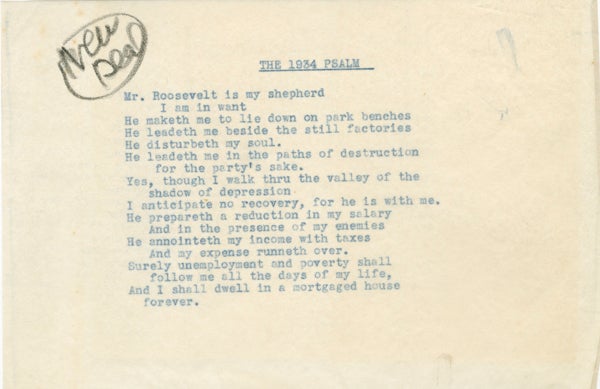 New
Deal
THE 1934 PSALM
Mr. Roosevelt is my shepherd
I am in want
He maketh me to lie down on park benches
He leadeth me beside the still factories
He disturbeth my soul.
He leadeth me in the paths of destruction
for the party's sake.
Yes, though I walk thru the valley of the
shadow of depression
I anticipate no recovery, for he is with me.
He prepareth a reduction in my salary
And in the presence of my enemies
He annointeth my income with taxes
And my expense runneth over.
Surely unemployment and poverty shall
follow me all the days of my life,
And I shall dwell in a mortgaged house
forever.